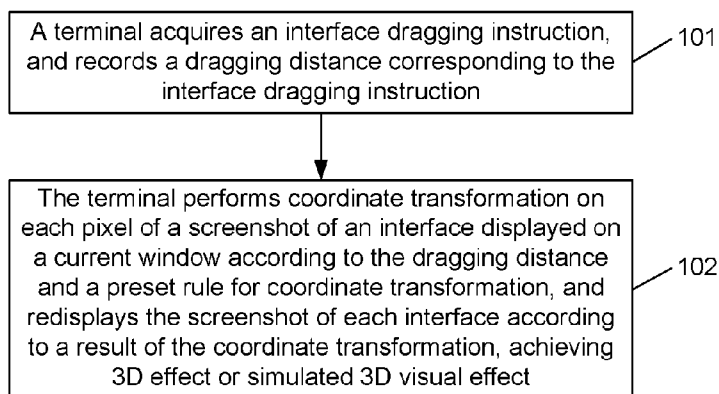 A terminal acquires an interface dragging instruction,
and records a dragging distance corresponding to the
interface dragging instruction
101
The terminal performs coordinate transformation on
each pixel of a screenshot of an interface displayed on
a current window according to the dragging distance
and a preset rule for coordinate transformation, and
redisplays the screenshot of each interface according
to a result of the coordinate transformation, achieving
3D effect or simulated 3D visual effect
102